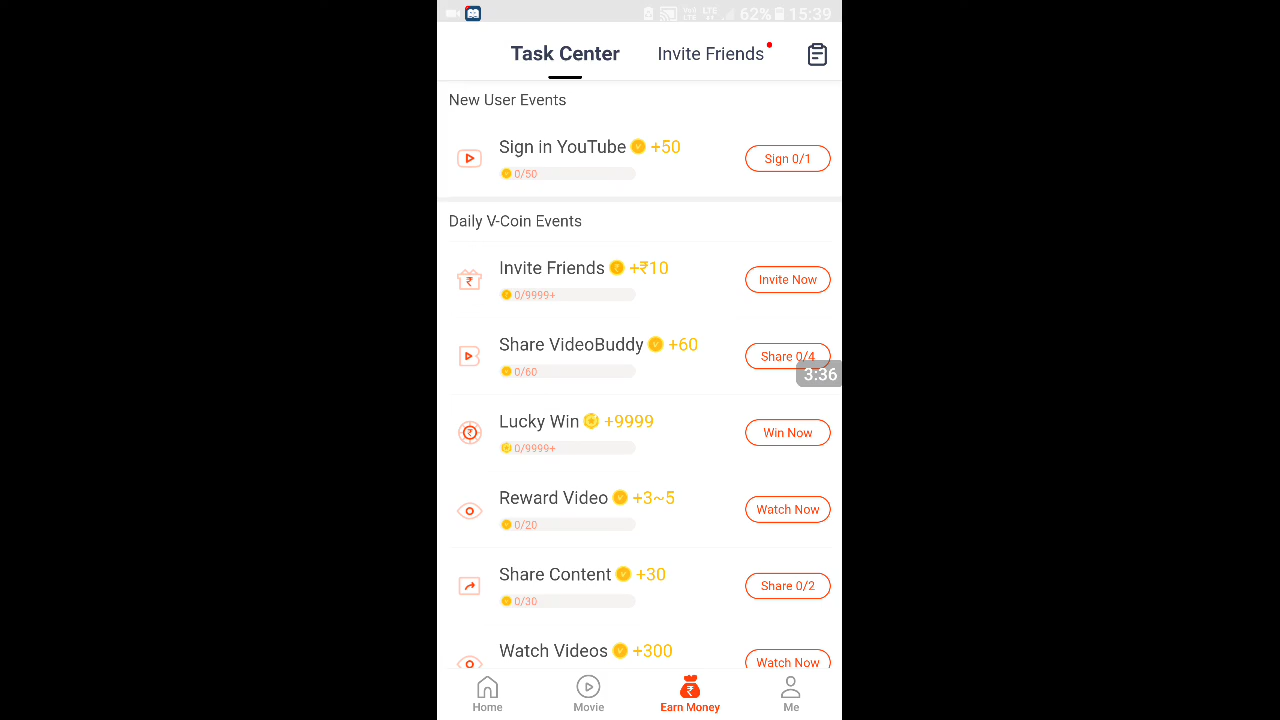 62% 15:39
Task Center Invite Friends
New User Events
Sign in YouTube +50
0/50
Sign 0/1
Daily V-Coin Events
Invite Friends +₹10
0/9999+
Invite Now
Share VideoBuddy +60
0/60
Share 0/4
3:36
Lucky Win +9999
0/9999+
Win Now
Reward Video +3~5
0/20
Watch Now
Share Content +30
0/30
Share 0/2
Watch Videos +300
Watch Now
Home Movie Earn Money Me